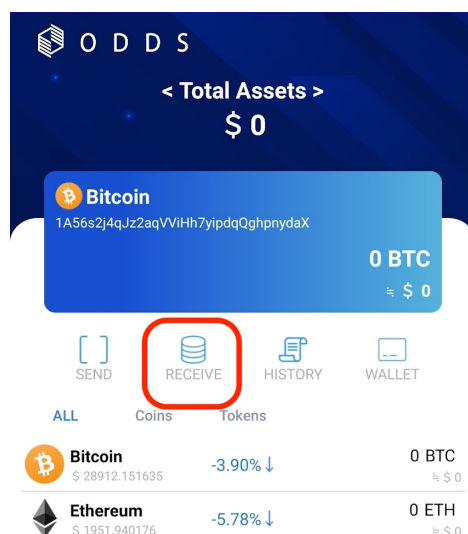 ODDS
< Total Assets >
$ 0
Bitcoin
1A56s2j4qJz2aqVViHh7yipdqQghpnydaX
0 BTC
≒ $ 0
SEND RECEIVE HISTORY WALLET
ALL Coins Tokens
Bitcoin -3.90%↓ 0 BTC
$ 28912.151635 ≒ $ 0
Ethereum -5.78%↓ 0 ETH
$ 1951.940176 ≒ $ 0